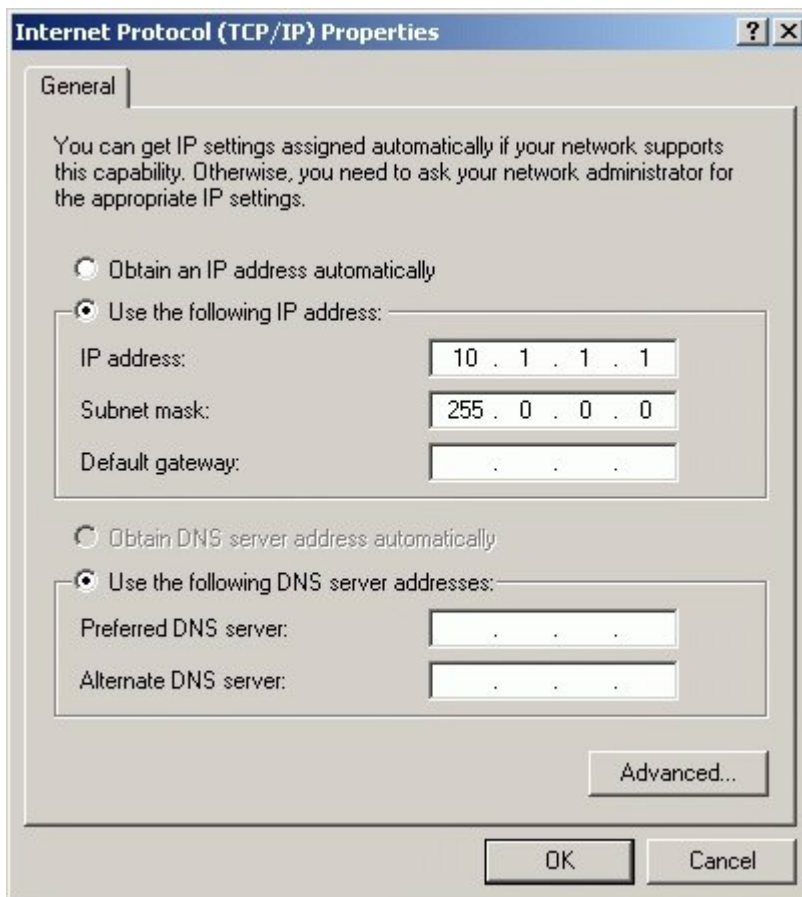 Internet Protocol (TCP/IP) Properties
General
You can get IP settings assigned automatically if your network supports
this capability. Otherwise, you need to ask your network administrator for
the appropriate IP settings.
Obtain an IP address automatically
Use the following IP address:
IP address: 10 . 1 . 1 . 1
Subnet mask: 255 . 0 . 0 . 0
Default gateway: . . .
Obtain DNS server address automatically
Use the following DNS server addresses:
Preferred DNS server: . . .
Alternate DNS server: . . .
Advanced...
OK Cancel